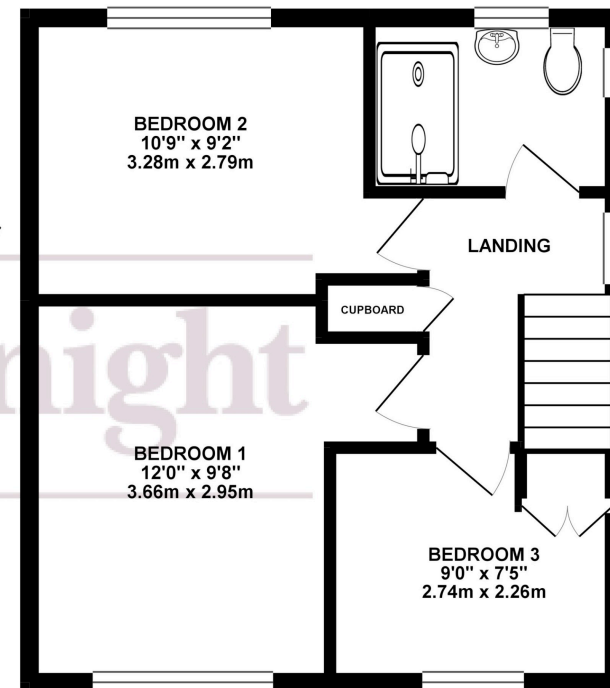 BEDROOM 2
10'9" x 9'2"
3.28m x 2.79m
LANDING
CUPBOARD
night
BEDROOM 1
12'0" x 9'8"
3.66m x 2.95m
BEDROOM 3
9'0" x 7'5"
2.74m x 2.26m